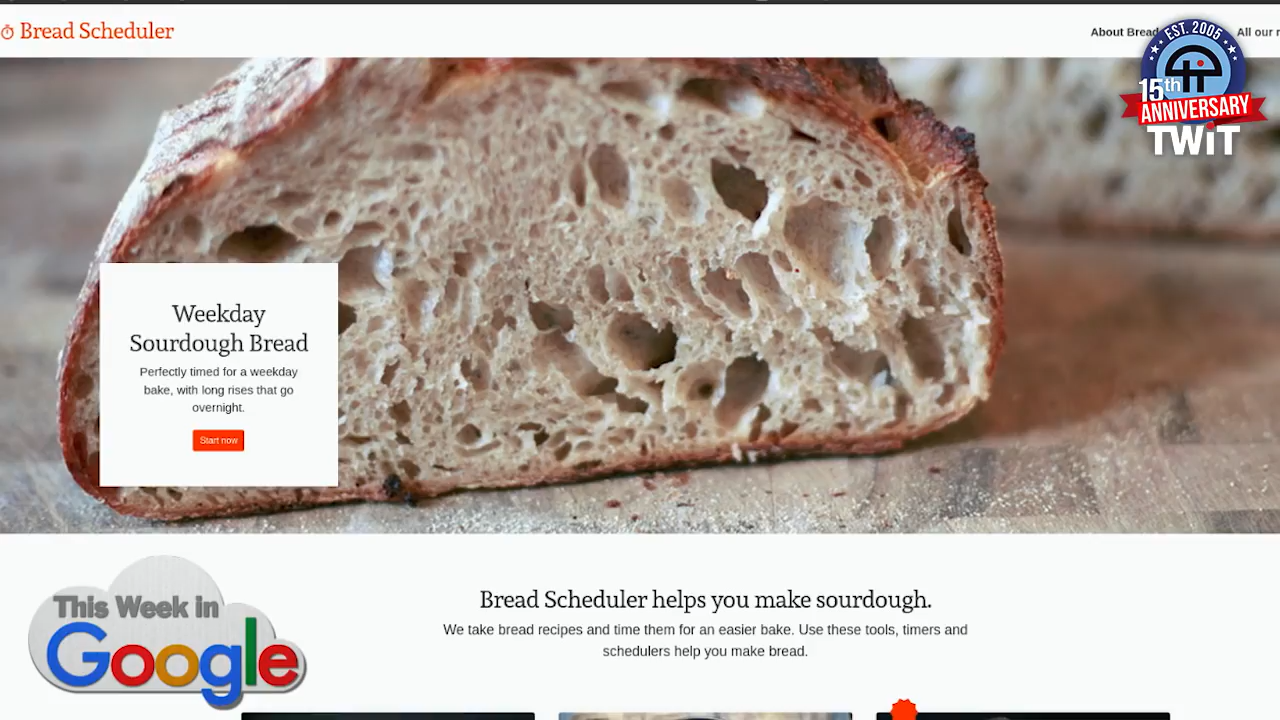 Bread Scheduler
About Bread
All our
EST. 2005
15th
ANNIVERSARY
TWiT
Weekday
Sourdough Bread
Perfectly timed for a weekday
bake, with long rises that go
overnight.
Start now
This Week in
Google
Bread Scheduler helps you make sourdough.
We take bread recipes and time them for an easier bake. Use these tools, timers and
schedulers help you make bread.